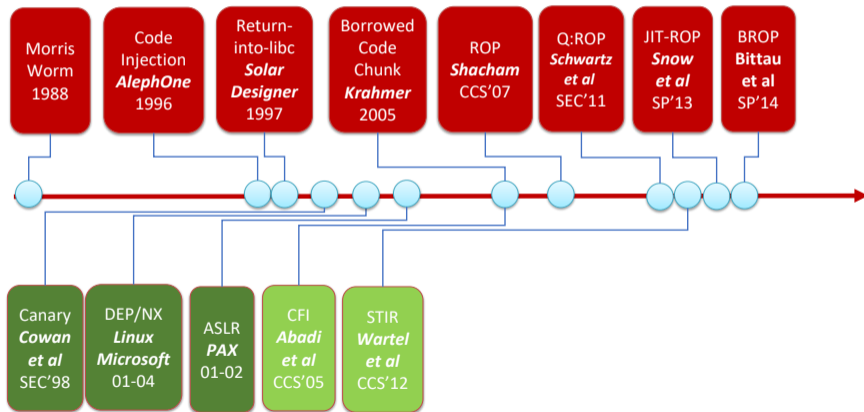 Morris
Worm
1988
Code
Injection
AlephOne
1996
Return-
into-libc
Solar
Designer
1997
Borrowed
Code
Chunk
Krahmer
2005
ROP
Shacham
CCS’07
Q:ROP
Schwartz
et al
SEC’11
JIT-ROP
Snow
et al
SP’13
BROP
Bittau
et al
SP’14
Canary
Cowan
et al
SEC’98
DEP/NX
Linux
Microsoft
01-04
ASLR
PAX
01-02
CFI
Abadi
et al
CCS’05
STIR
Wartel
et al
CCS’12